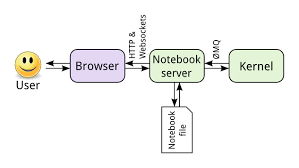 User
Browser
HTTP &
Websockets
Notebook
server
ØMQ
Kernel
Notebook
file